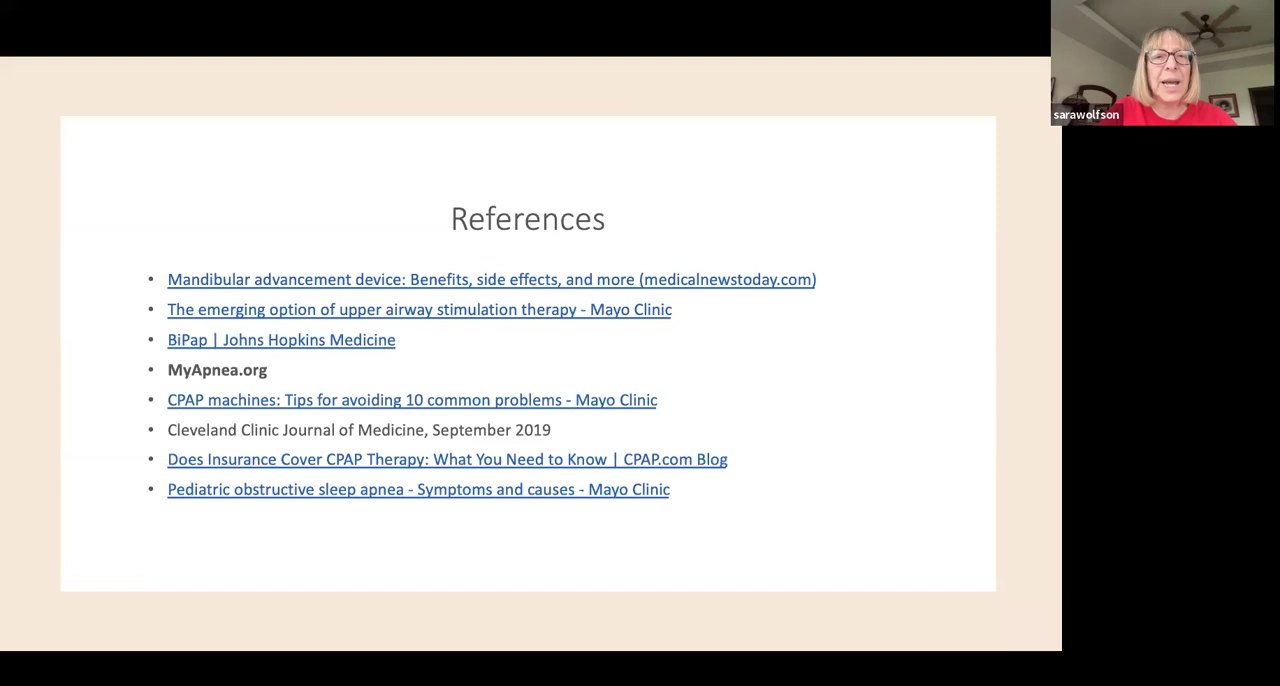 sarawolfson
References
• Mandibular advancement device: Benefits, side effects, and more (medicalnewstoday.com)
• The emerging option of upper airway stimulation therapy - Mayo Clinic
• BiPap | Johns Hopkins Medicine
• MyApnea.org
• CPAP machines: Tips for avoiding 10 common problems - Mayo Clinic
• Cleveland Clinic Journal of Medicine, September 2019
• Does Insurance Cover CPAP Therapy: What You Need to Know | CPAP.com Blog
• Pediatric obstructive sleep apnea - Symptoms and causes - Mayo Clinic